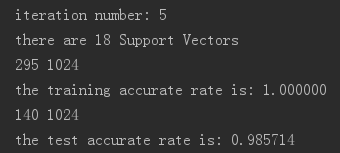 iteration number: 5
there are 18 Support Vectors
295 1024
the training accurate rate is: 1.000000
140 1024
the test accurate rate is: 0.985714